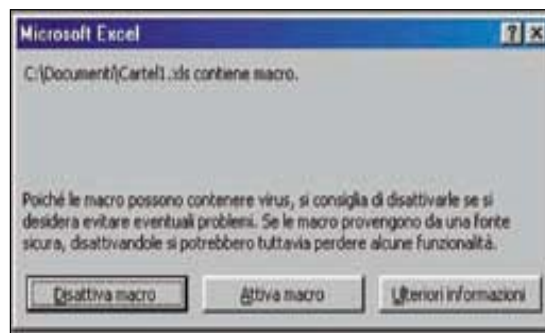 Microsoft Excel
C:\Documenti\Cartel1.xls contiene macro.
Poiché le macro possono contenere virus, si consiglia di disattivarle se si
desidera evitare eventuali problemi. Se le macro provengono da una fonte
sicura, disattivandole si potrebbero tuttavia perdere alcune funzionalità.
Disattiva macro Attiva macro Ulteriori informazioni